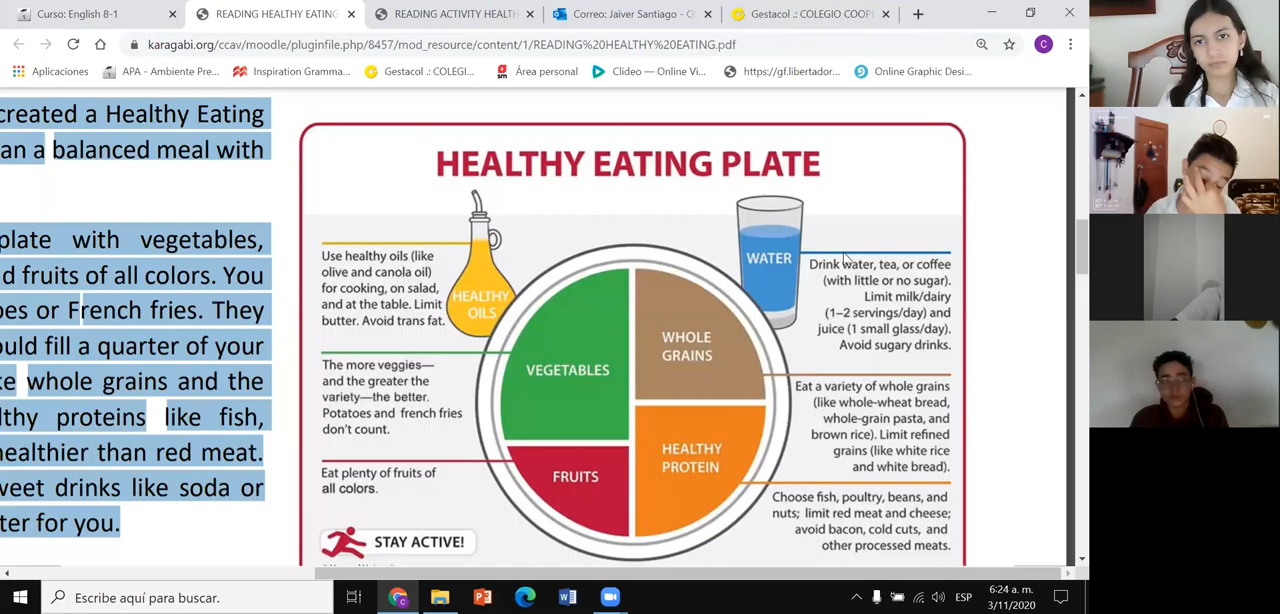 Curso: English 8-1
READING HEALTHY EATING
READING ACTIVITY HEALTH
Correo: Jaiver Santiago - O
Gestacol .: COLEGIO COOP
karagabi.org/ccav/moodle/pluginfile.php/8457/mod_resource/content/1/READING%20HEALTHY%20EATING.pdf
C
Aplicaciones
APA - Ambiente Pre...
Inspiration Gramma...
Gestacol .: COLEGI...
Área personal
Clideo — Online Vi...
https://gf.libertador...
Online Graphic Desi...
created a Healthy Eating
an a balanced meal with
plate with vegetables,
d fruits of all colors. You
oes or French fries. They
ould fill a quarter of your
ke whole grains and the
lthy proteins like fish,
healthier than red meat.
weet drinks like soda or
ter for you.
HEALTHY EATING PLATE
Use healthy oils (like
olive and canola oil)
for cooking, on salad,
and at the table. Limit
butter. Avoid trans fat.
HEALTHY
OILS
The more veggies—
and the greater the
variety—the better.
Potatoes and french fries
don't count.
Eat plenty of fruits of
all colors.
STAY ACTIVE!
VEGETABLES
FRUITS
WHOLE
GRAINS
HEALTHY
PROTEIN
WATER
Drink water, tea, or coffee
(with little or no sugar).
Limit milk/dairy
(1–2 servings/day) and
juice (1 small glass/day).
Avoid sugary drinks.
Eat a variety of whole grains
(like whole-wheat bread,
whole-grain pasta, and
brown rice). Limit refined
grains (like white rice
and white bread).
Choose fish, poultry, beans, and
nuts; limit red meat and cheese;
avoid bacon, cold cuts, and
other processed meats.
Escribe aquí para buscar.
ESP
6:24 a. m.
3/11/2020